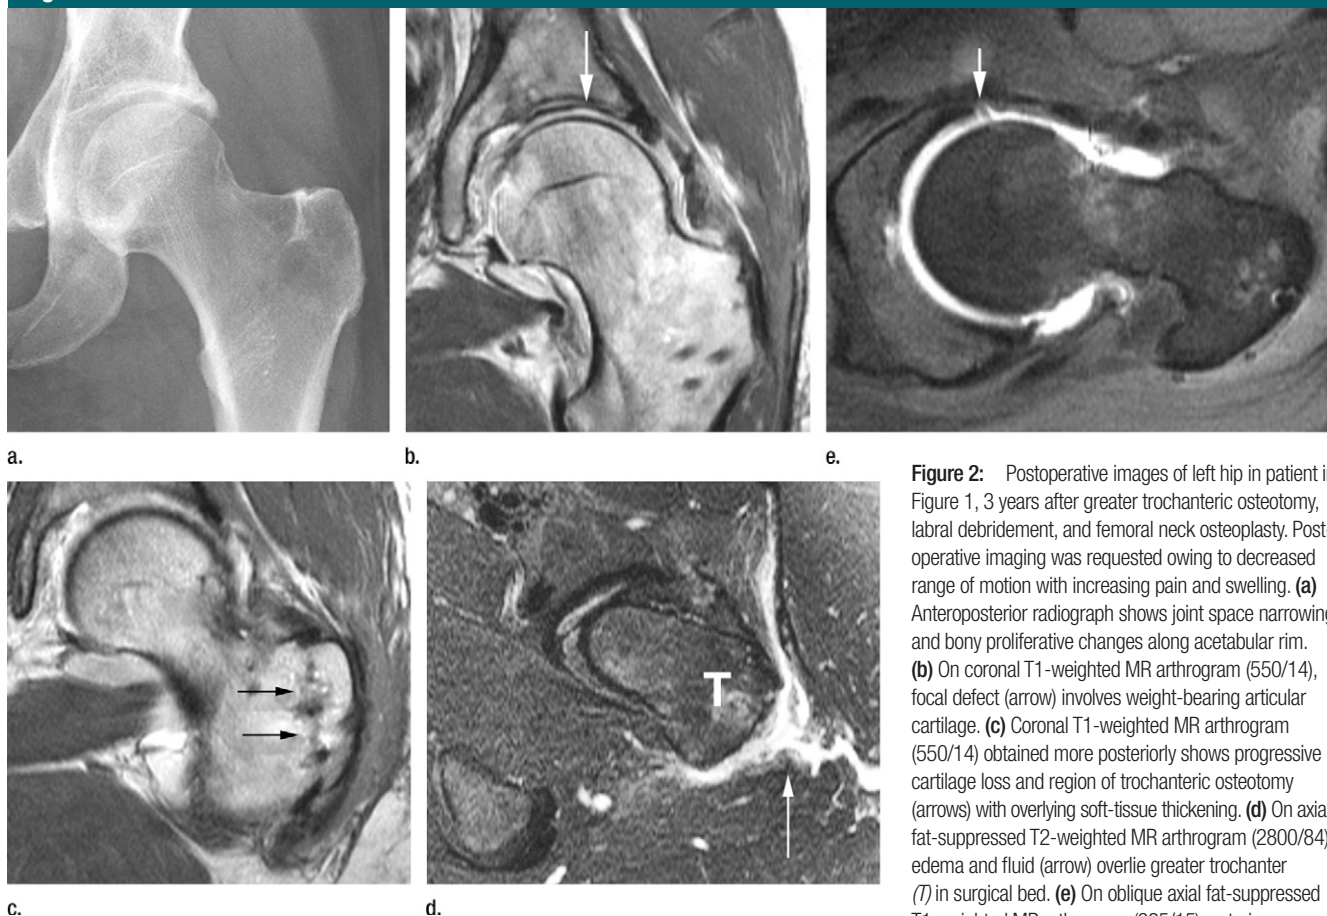 a.
b.
e.
T
c.
d.
Figure 2: Postoperative images of left hip in patient in
Figure 1, 3 years after greater trochanteric osteotomy,
labral debridement, and femoral neck osteoplasty. Post-
operative imaging was requested owing to decreased
range of motion with increasing pain and swelling. (a)
Anteroposterior radiograph shows joint space narrowing
and bony proliferative changes along acetabular rim.
(b) On coronal T1-weighted MR arthrogram (550/14),
focal defect (arrow) involves weight-bearing articular
cartilage. (c) Coronal T1-weighted MR arthrogram
(550/14) obtained more posteriorly shows progressive
cartilage loss and region of trochanteric osteotomy
(arrows) with overlying soft-tissue thickening. (d) On axial
fat-suppressed T2-weighted MR arthrogram (2800/84)
edema and fluid (arrow) overlie greater trochanter
(T) in surgical bed. (e) On oblique axial fat-suppressed